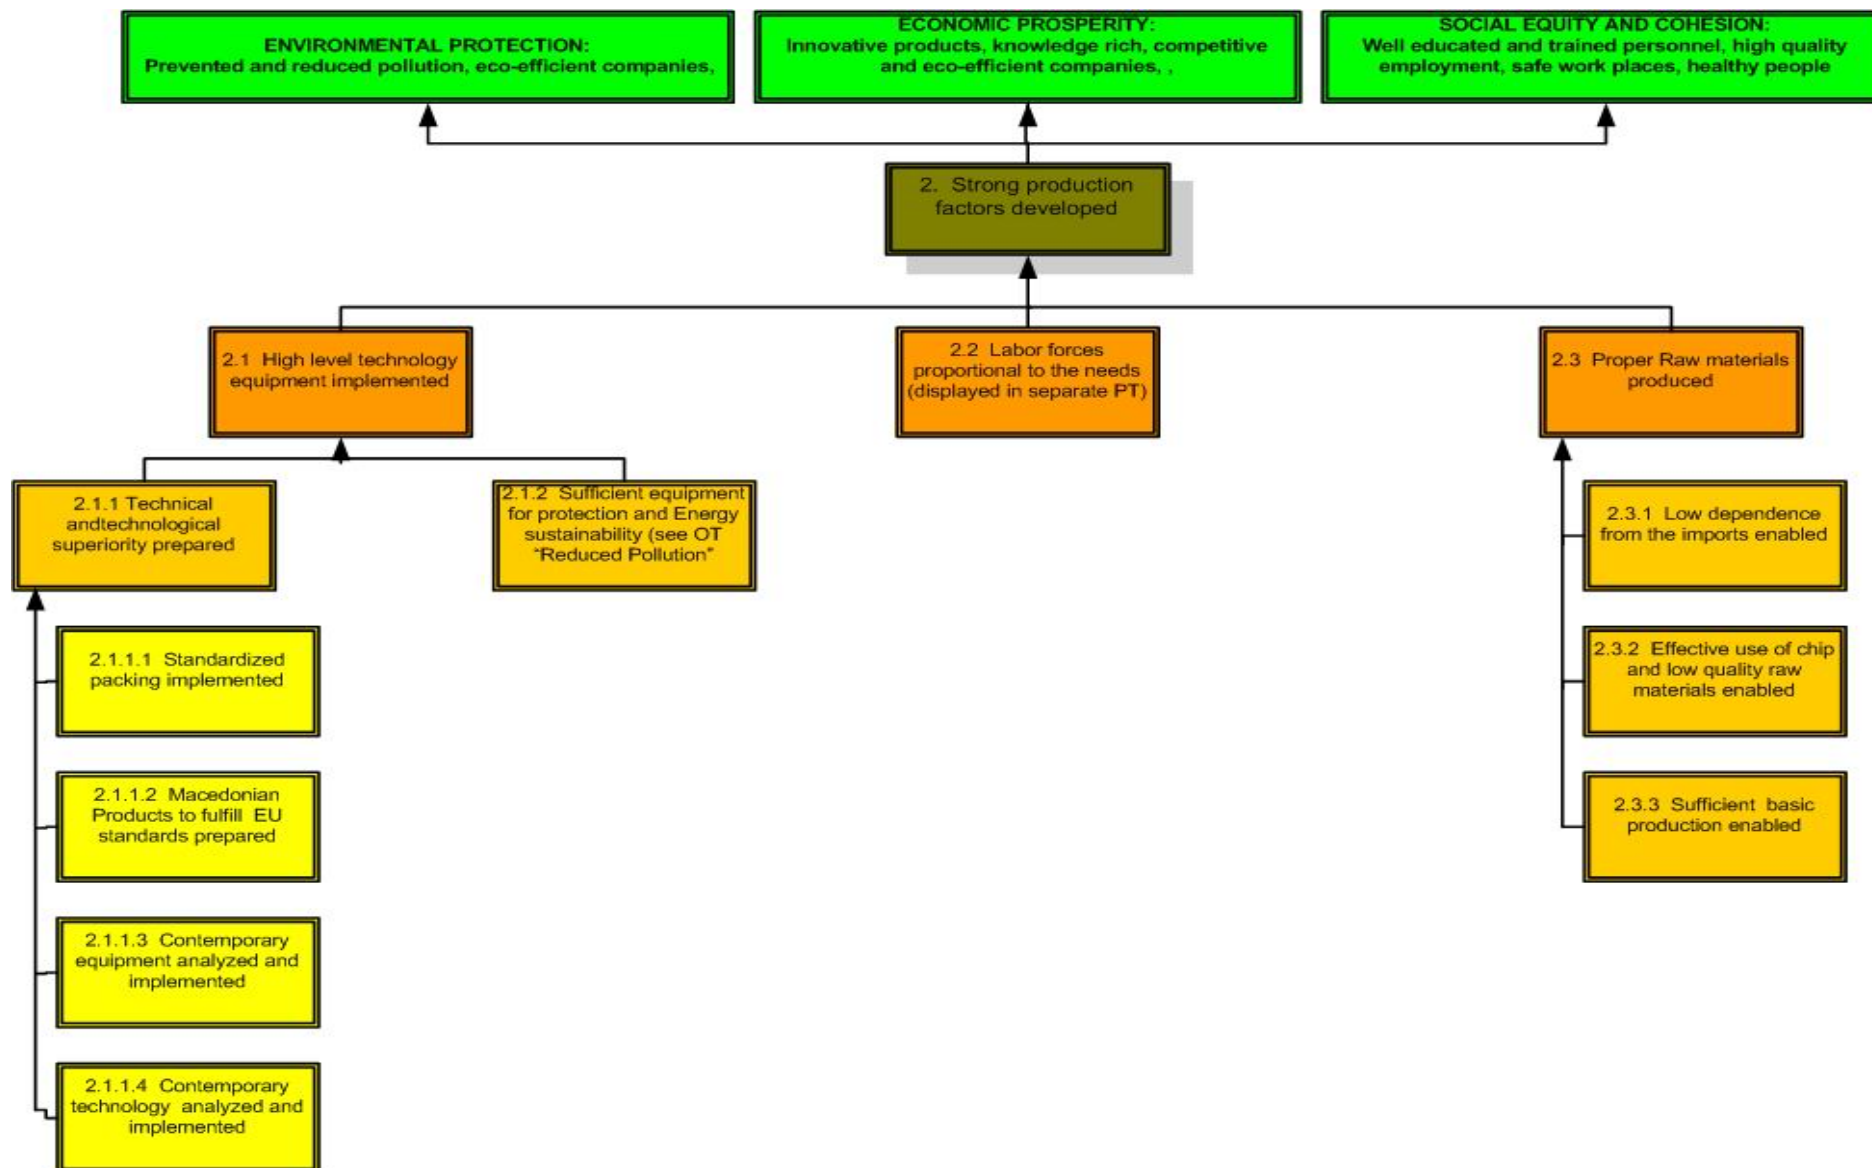 ENVIRONMENTAL PROTECTION:
Prevented and reduced pollution, eco-efficient companies,
ECONOMIC PROSPERITY:
Innovative products, knowledge rich, competitive
and eco-efficient companies, ,
SOCIAL EQUITY AND COHESION:
Well educated and trained personnel, high quality
employment, safe work places, healthy people
2. Strong production
factors developed
2.1 High level technology
equipment implemented
2.2 Labor forces
proportional to the needs
(displayed in separate PT)
2.3 Proper Raw materials
produced
2.1.1 Technical
andtechnological
superiority prepared
2.1.2 Sufficient equipment
for protection and Energy
sustainability (see OT
“Reduced Pollution”
2.3.1 Low dependence
from the imports enabled
2.1.1.1 Standardized
packing implemented
2.3.2 Effective use of chip
and low quality raw
materials enabled
2.1.1.2 Macedonian
Products to fulfill EU
standards prepared
2.3.3 Sufficient basic
production enabled
2.1.1.3 Contemporary
equipment analyzed and
implemented
2.1.1.4 Contemporary
technology analyzed and
implemented